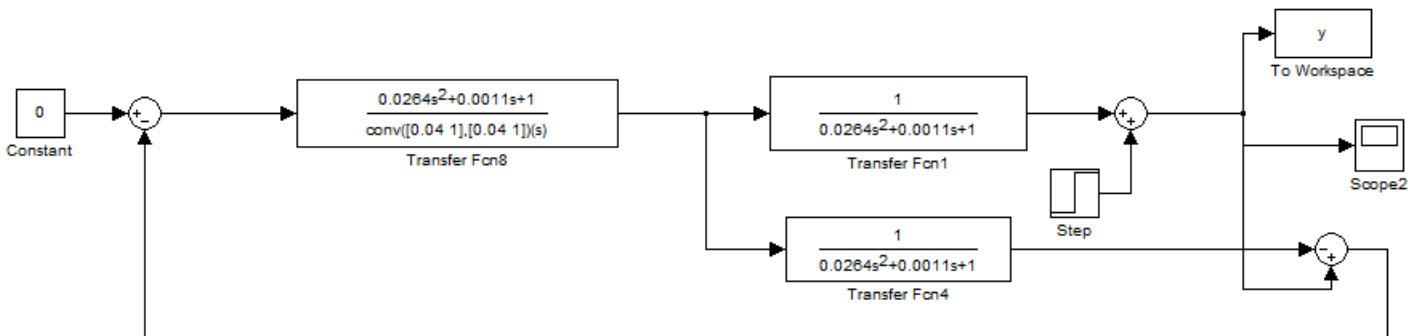 y
To Workspace
0
Constant
+
−
0.0264s²+0.0011s+1
conv([0.04 1],[0.04 1])(s)
Transfer Fcn8
1
0.0264s²+0.0011s+1
Transfer Fcn1
+
+
Scope2
Step
1
0.0264s²+0.0011s+1
Transfer Fcn4
−
+